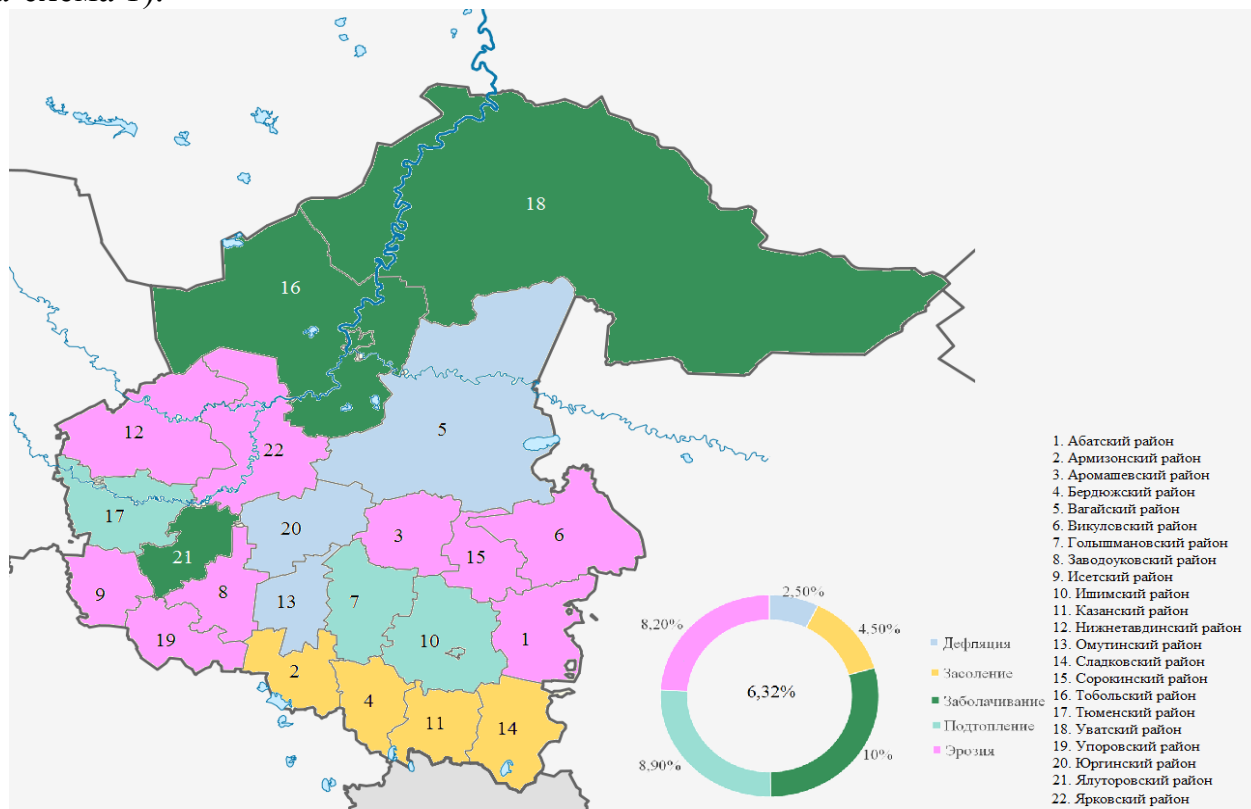 18
16
12
22
5
17
20
3
6
15
21
9
8
13
7
19
10
1
2
4
11
14
2,50%
4.50%
10%
8,90%
8,20%
6,32%
Дефляция
Засоление
Заболачивание
Подтопление
Эрозия
1. Абатский район
2. Армизонский район
3. Аромашевский район
4. Бердюжский район
5. Вагайский район
6. Викуловский район
7. Голышмановский район
8. Заводоуковский район
9. Исетский район
10. Ишимский район
11. Казанский район
12. Нижнетавдинский район
13. Омутинский район
14. Сладковский район
15. Сорокинский район
16. Тобольский район
17. Тюменский район
18. Уватский район
19. Упоровский район
20. Юргинский район
21. Ялуторовский район
22. Ярковский район